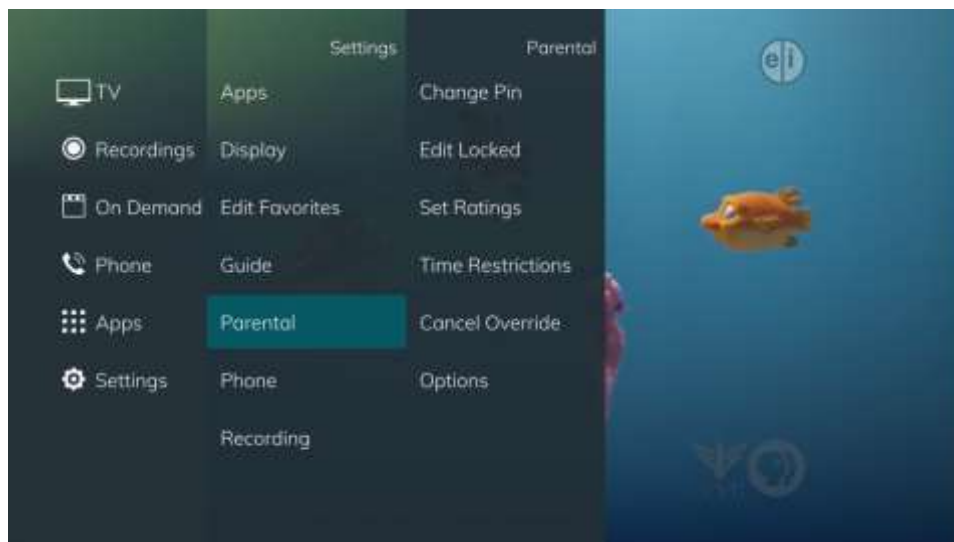 Settings
Parental
TV
Apps
Change Pin
Recordings
Display
Edit Locked
On Demand
Edit Favorites
Set Ratings
Phone
Guide
Time Restrictions
Apps
Parental
Cancel Override
Settings
Phone
Options
Recording
e/i